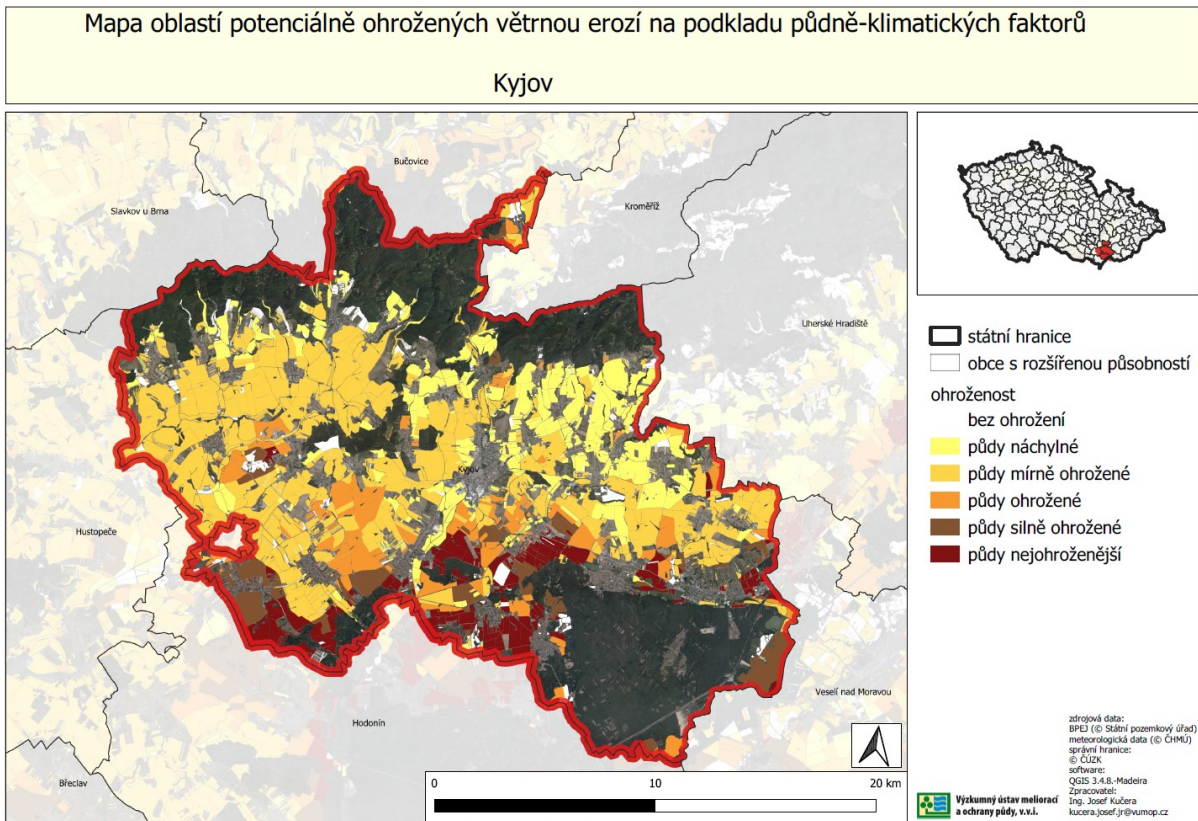 Mapa oblastí potenciálně ohrožených větrnou erozí na podkladu půdně-klimatických faktorů
Kyjov
Bučovice
Slavkov u Brna
Kroměříž
Uherské Hradiště
Kyjov
Hustopeče
Veselí nad Moravou
Hodonín
Břeclav
0
10
20 km
státní hranice
obce s rozšířenou působností
ohroženost
bez ohrožení
půdy náchylné
půdy mírně ohrožené
půdy ohrožené
půdy silně ohrožené
půdy nejohroženější
zdrojová data:
BPEJ (© Státní pozemkový úřad)
meteorologická data (© ČHMÚ)
správní hranice:
© ČÚZK
software:
QGIS 3.4.8.-Madeira
Zpracovatel:
Ing. Josef Kučera
kucera.josef.jr@vumop.cz
Výzkumný ústav meliorací
a ochrany půdy, v.v.i.